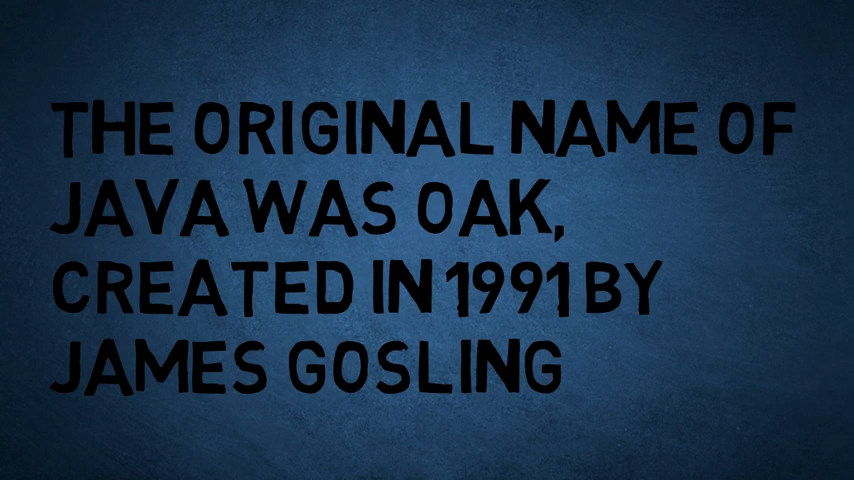 THE ORIGINAL NAME OF
JAVA WAS OAK,
CREATED IN 1991 BY
JAMES GOSLING